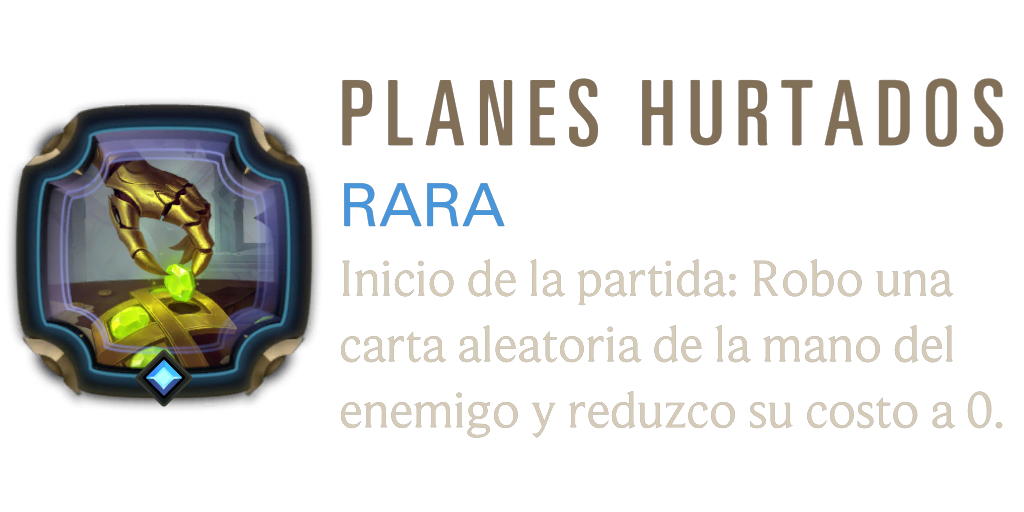 PLANES HURTADOS
RARA
Inicio de la partida: Robo una
carta aleatoria de la mano del
enemigo y reduzco su costo a 0.